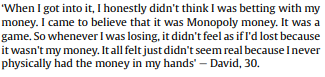 ‘When I got into it, I honestly didn't think I was betting with my
money. I came to believe that it was Monopoly money. It was a
game. So whenever I was losing, it didn't feel as if I'd lost because
it wasn't my money. It all felt just didn't seem real because I never
physically had the money in my hands’ – David, 30.